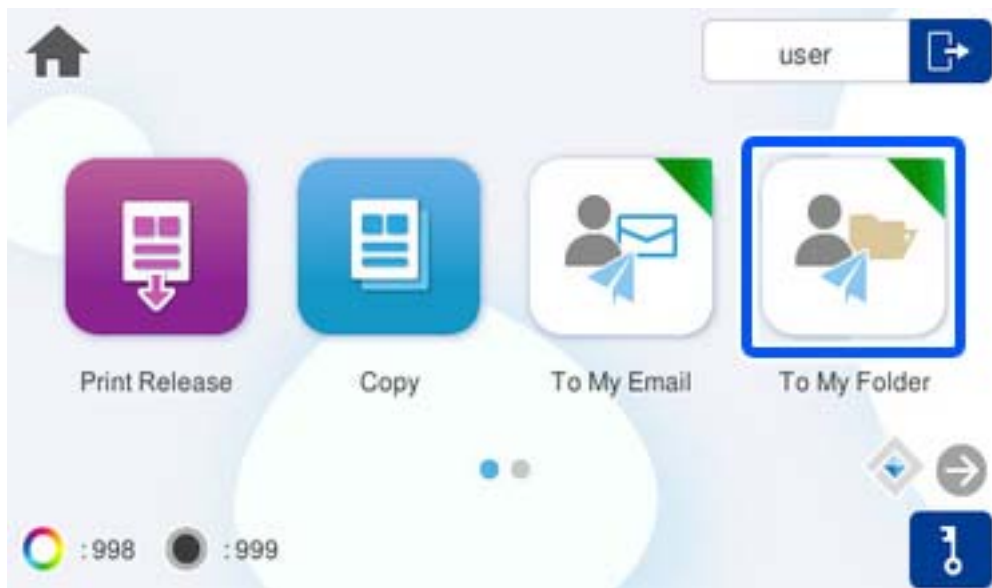 user
Print Release
Copy
To My Email
To My Folder
:998
:999